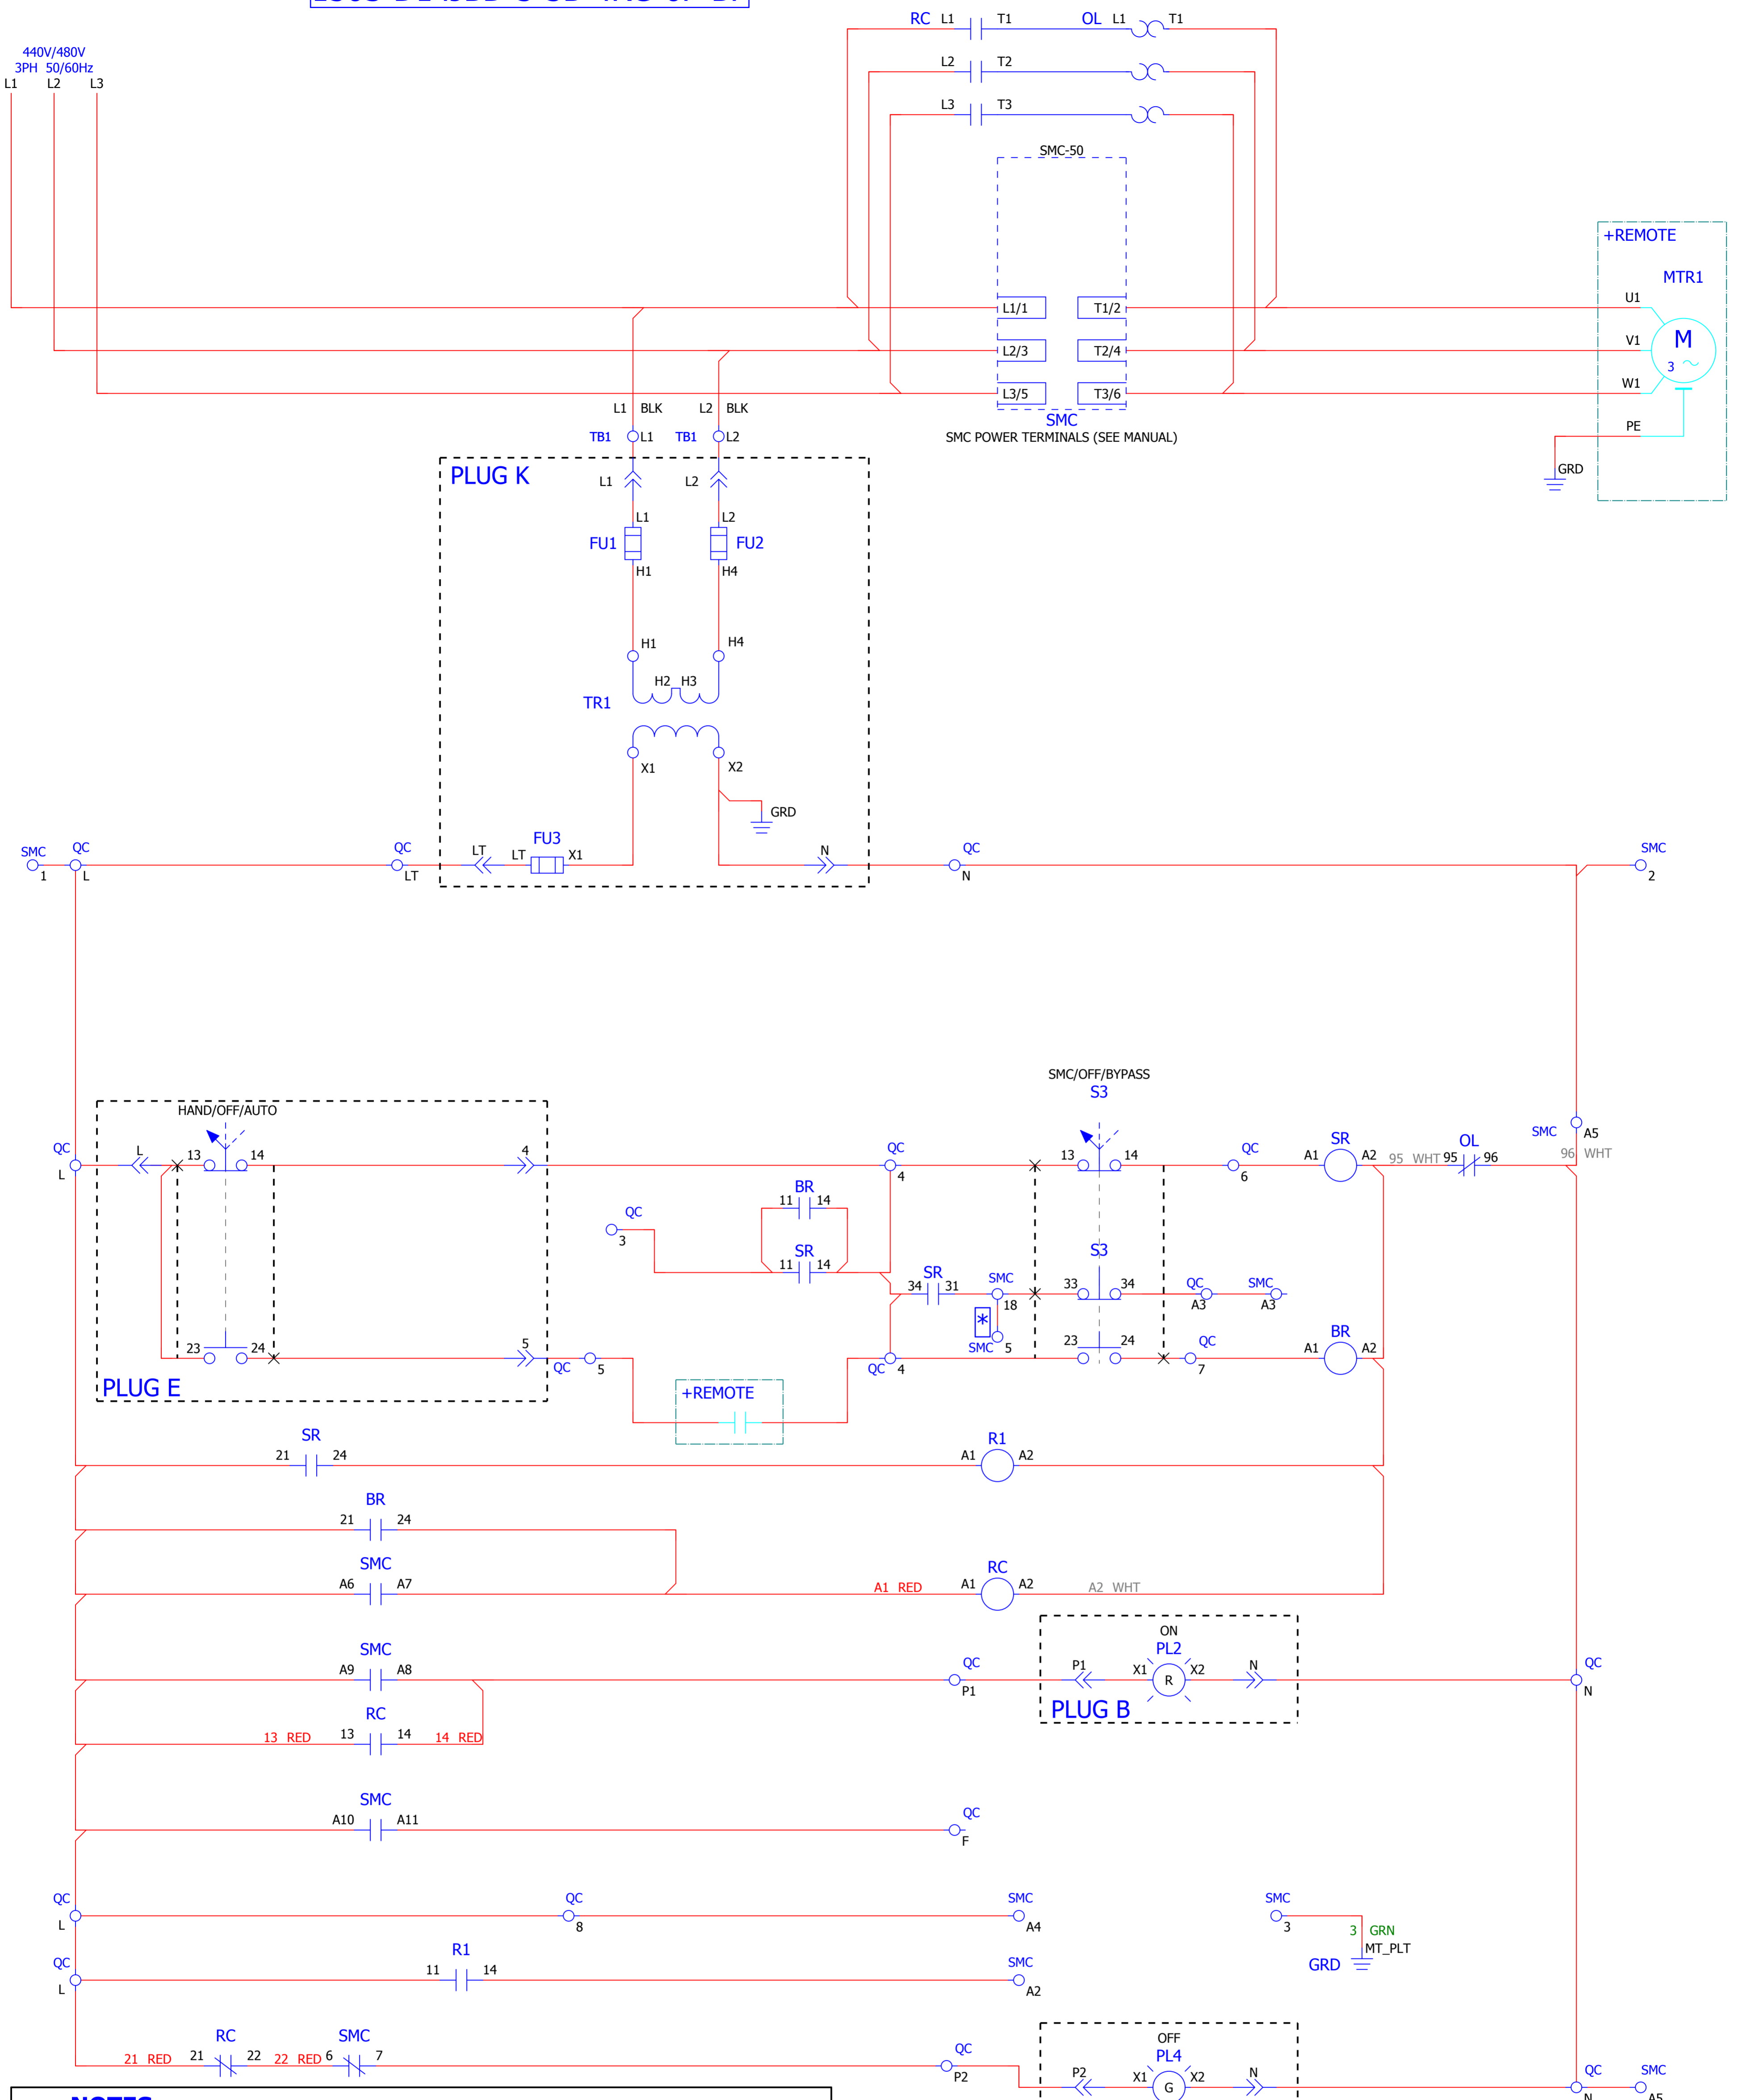 RC L1 T1 OL L1 T1
440V/480V
3PH 50/60Hz
L1 L2 L3
L2 T2
L3 T3
SMC-50
+REMOTE
MTR1
L1/1 T1/2 U1
L2/3 T2/4 V1 M
3
L3/5 T3/6 W1
L1 BLK L2 BLK
SMC
PE
TB1 L1 TB1 L2
SMC POWER TERMINALS (SEE MANUAL)
GRD
PLUG K
L1 L2
L1 L2
FU1 FU2
H1 H4
H1 H4
H2 H3
TR1
X1 X2
GRD
FU3
SMC QC QC LT LT X1 N QC SMC
1 L LT N 2
SMC/OFF/BYPASS
S3
HAND/OFF/AUTO
SMC A5
QC L 13 14 4 QC 13 14 QC SR OL
A1 A2 95 WHT 95 96 96 WHT
L 4 6
BR
11 14
QC
3
SR
11 14
S3
SR
34 31 SMC 33 34 QC SMC
18 A3 A3
*
SMC 5
BR
23 24 5 23 24 QC A1 A2
QC 5 QC 4 7
PLUG E
+REMOTE
SR R1
21 24 A1 A2
BR
21 24
SMC RC
A6 A7 A1 RED A1 A2 A2 WHT
ON
SMC PL2
A9 A8 QC P1 X1 R X2 N QC
P1 N
PLUG B
RC
13 RED 13 14 14 RED
SMC
A10 A11 QC
F
QC QC SMC SMC
L 8 A4 3
3 GRN
MT_PLT
GRD
R1
QC 11 14 SMC
L A2
OFF
RC SMC PL4
21 RED 21 22 22 RED 6 7 QC
P2 P2 X1 G X2 N QC SMC
N A5
NOTES